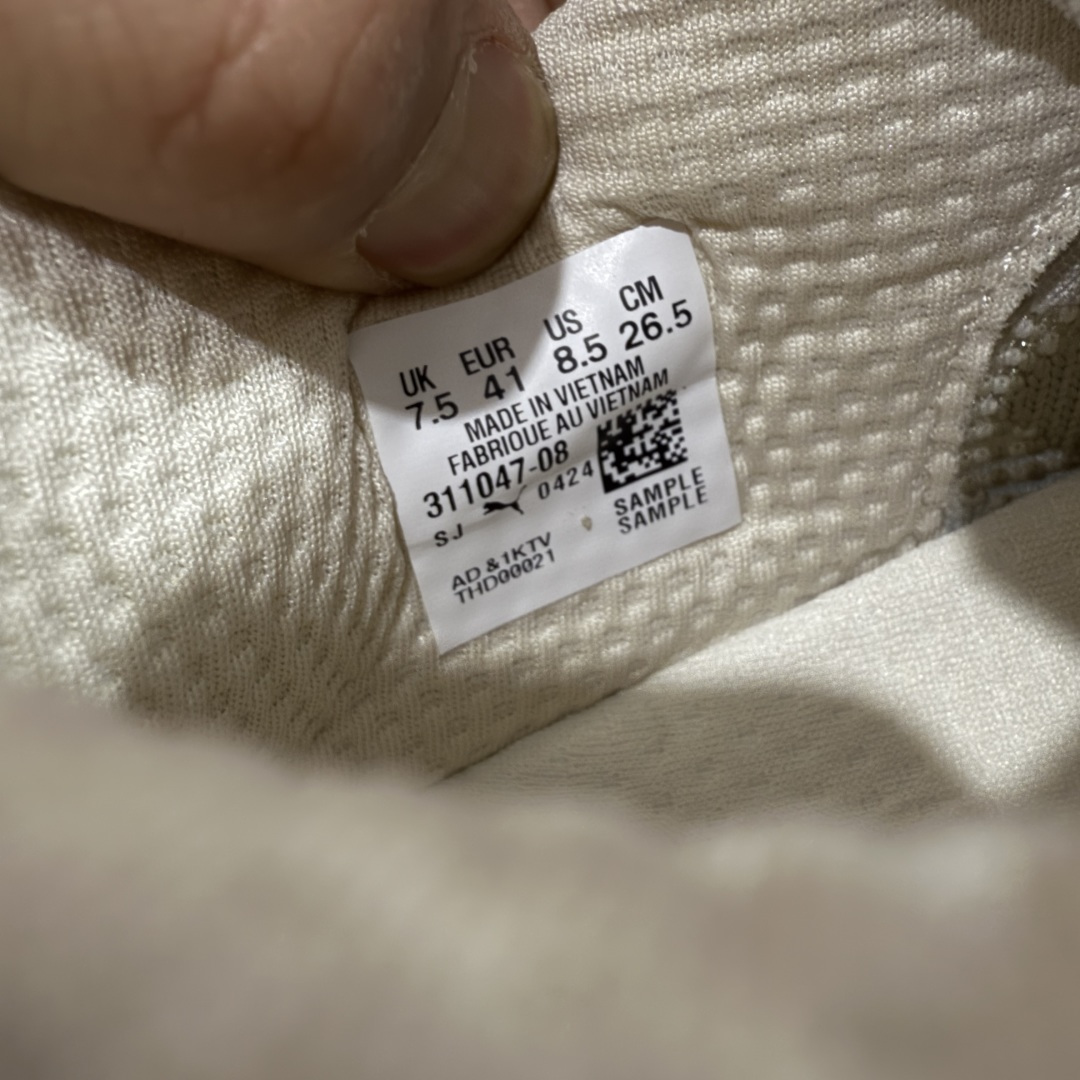 UK EUR US CM
7.5 41 8.5 26.5
MADE IN VIETNAM
FABRIQUE AU VIETNAM
311047-08
SJ 0424
SAMPLE
SAMPLE
AD &1KTV
THD00021